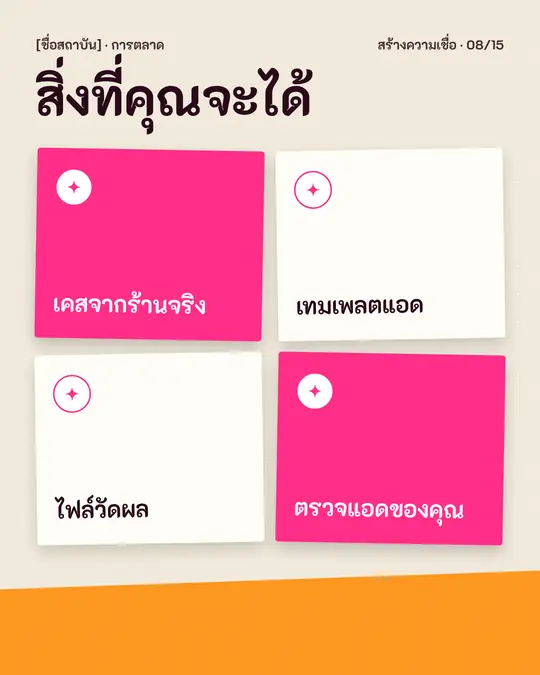 [ชื่อสถาบัน] · การตลาด
สร้างความเชื่อ · 08/15
สิ่งที่คุณจะได้
เคสจากร้านจริง
เทมเพลตแอด
ไฟล์วัดผล
ตรวจแอดของคุณ